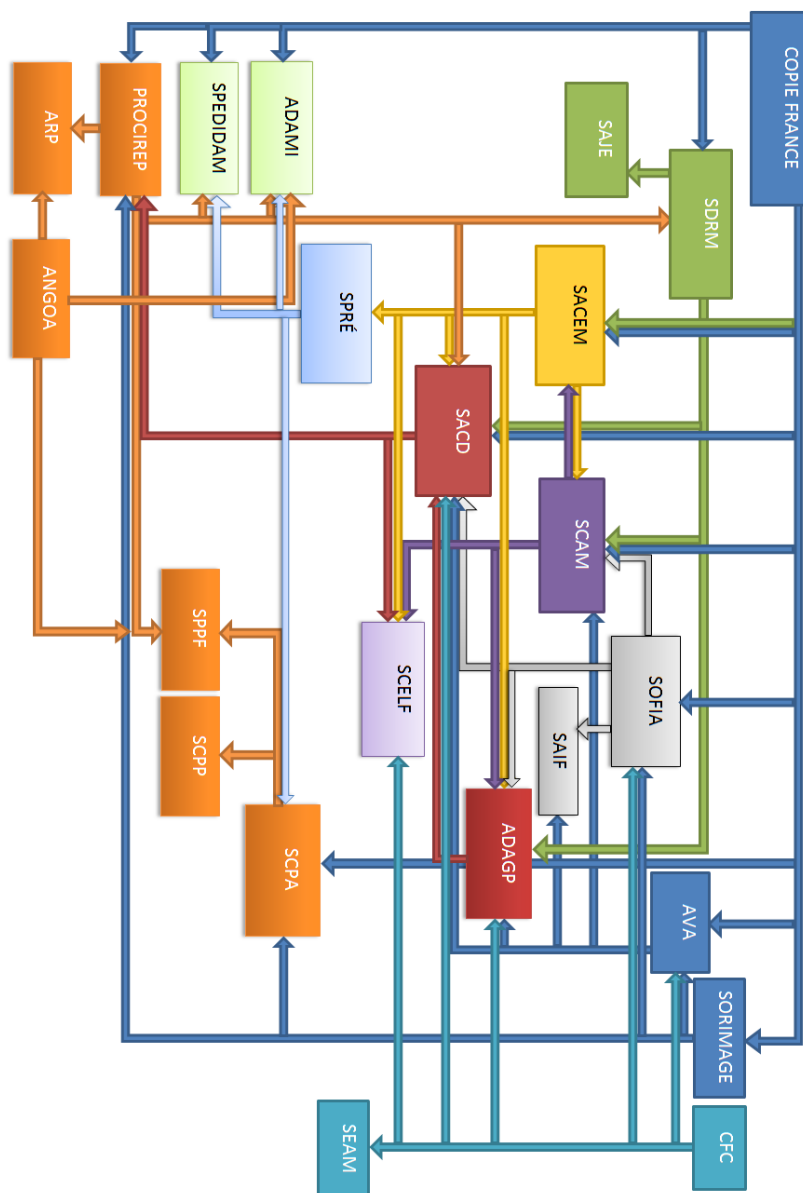 COPIE FRANCE
SDRM
SAJE
ADAMI
SPEDIDAM
PROCIREP
ARP
SACEM
SPRÉ
ANGOA
SCAM
SACD
SOFIA
SAIF
SCELF
SPPF
SCPP
AVA
ADAGP
SCPA
SORIMAGE
CFC
SEAM